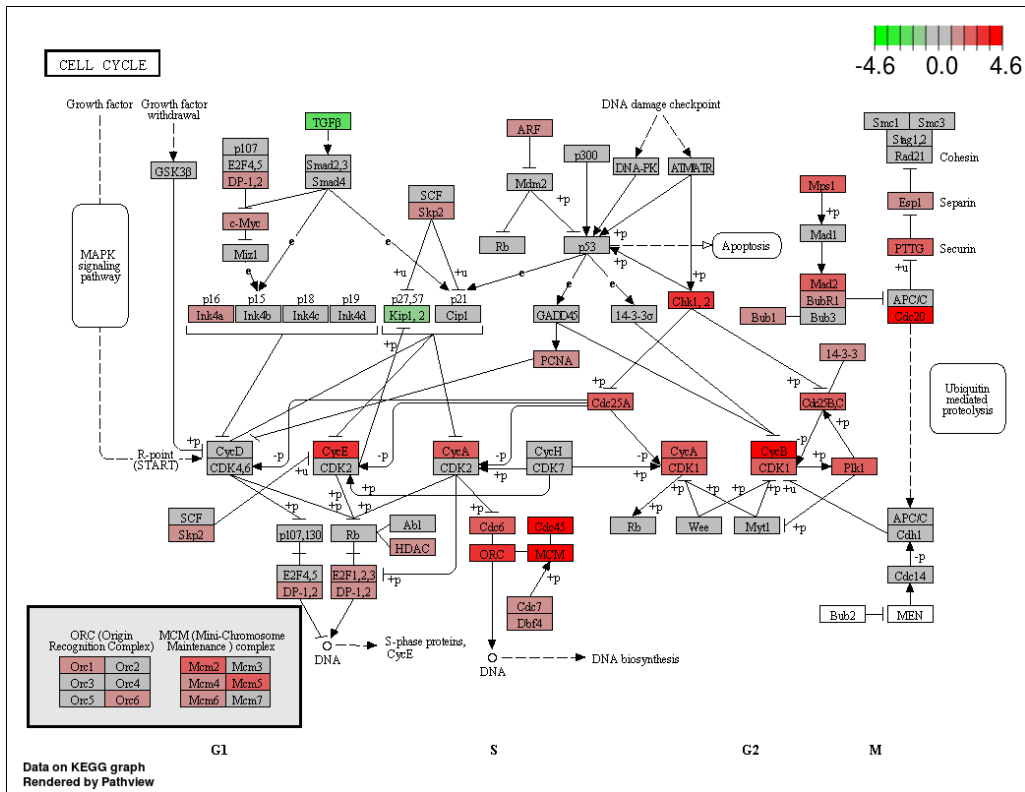 CELL CYCLE
-4.6 0.0 4.6
Growth factor
Growth factor
withdrawal
DNA damage checkpoint
TGFβ
ARF
Smc1 Smc3
Stag1,2
Rad21
Cohesin
p107
E2F4,5
DP-1,2
GSK3β
Smad2,3
Smad4
p300
DNA-PK
ATM/ATR
SCF
Skp2
Mdm2
+p
Mps1
Esp1
Separin
c-Myc
Miz1
MAPK
signaling
pathway
Rb
p53
Apoptosis
+p
+p
+p
Mad1
PTTG
Securin
e
e
e
+u
+u
e
e
e
+p
+u
p16
Ink4a
p15
Ink4b
p18
Ink4c
p19
Ink4d
p27,57
Kip1, 2
p21
Cip1
GADD45
14-3-3σ
Chk1, 2
Mad2
BubR1
Bub3
Bub1
APC/C
Cdc20
+p
PCNA
14-3-3
+p
+p
Cdc25A
Cdc25B,C
Ubiquitin
mediated
proteolysis
R-point
(START)
+p
CycD
CDK4,6
-p
CycE
CDK2
-p
CycA
CDK2
-p
CycH
CDK7
-p
CycA
CDK1
CycB
CDK1
-p
+p
+p
Plk1
+u
+p
+p
+p
+p
+p
+p
+p
+p
+u
+p
SCF
Skp2
p107,130
Rb
Abl
HDAC
Cdc6
Cdc45
ORC
MCM
Rb
Wee
Myt1
APC/C
Cdh1
+p
-p
E2F4,5
DP-1,2
E2F1,2,3
DP-1,2
+p
Cdc7
Dbf4
Cdc14
Bub2
MEN
DNA
S-phase proteins,
CycE
DNA
DNA biosynthesis
ORC (Origin
Recognition Complex)
MCM (Mini-Chromosome
Maintenance ) complex
Orc1 Orc2
Orc3 Orc4
Orc5 Orc6
Mcm2 Mcm3
Mcm4 Mcm5
Mcm6 Mcm7
G1 S G2 M
Data on KEGG graph
Rendered by Pathview